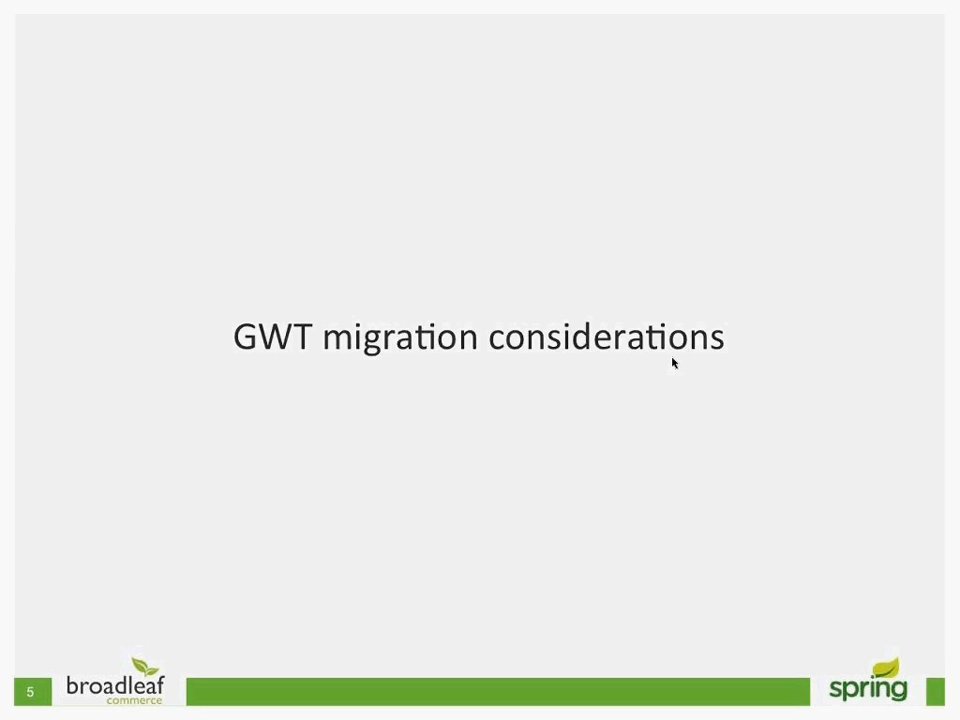 GWT migration considerations
5
broadleaf
commerce
spring